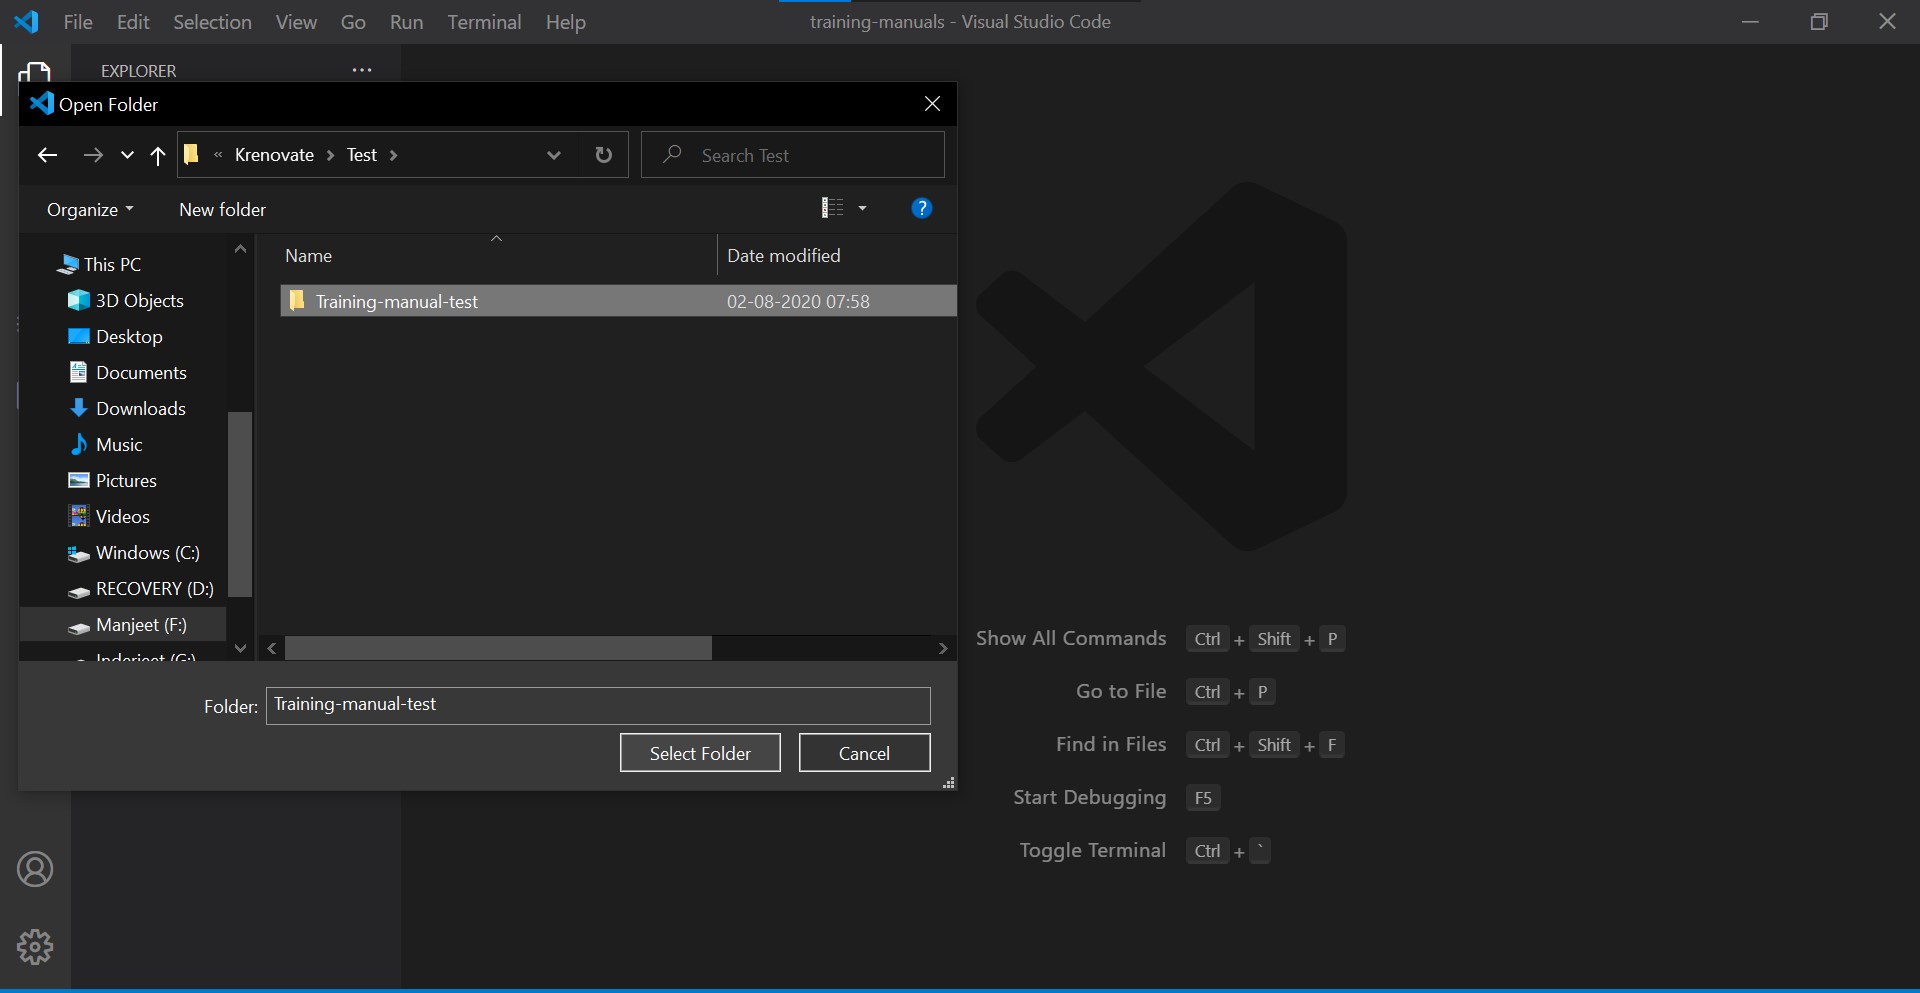 File Edit Selection View Go Run Terminal Help
training-manuals - Visual Studio Code
EXPLORER ...
Open Folder
« Krenovate > Test >
Search Test
Organize New folder
?
This PC
3D Objects
Desktop
Documents
Downloads
Music
Pictures
Videos
Windows (C:)
RECOVERY (D:)
Manjeet (F:)
Inderjeet (G:)
Name Date modified
Training-manual-test 02-08-2020 07:58
Folder: Training-manual-test
Select Folder Cancel
Show All Commands Ctrl + Shift + P
Go to File Ctrl + P
Find in Files Ctrl + Shift + F
Start Debugging F5
Toggle Terminal Ctrl + `